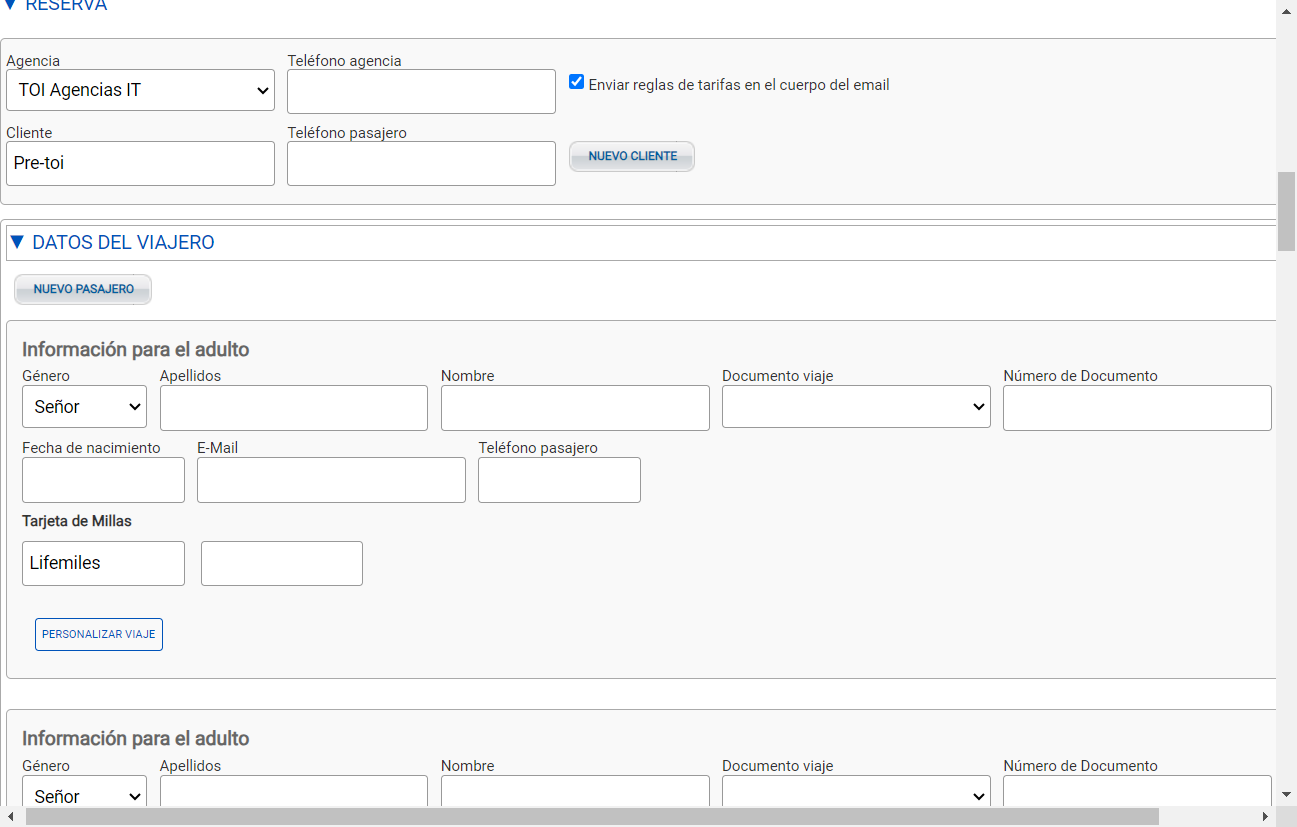 ▼ RESERVA
Agencia Teléfono agencia
TOI Agencias IT Enviar reglas de tarifas en el cuerpo del email
Cliente Teléfono pasajero
Pre-toi NUEVO CLIENTE
▼ DATOS DEL VIAJERO
NUEVO PASAJERO
Información para el adulto
Género Apellidos Nombre Documento viaje Número de Documento
Señor
Fecha de nacimiento E-Mail Teléfono pasajero
Tarjeta de Millas
Lifemiles
PERSONALIZAR VIAJE
Información para el adulto
Género Apellidos Nombre Documento viaje Número de Documento
Señor